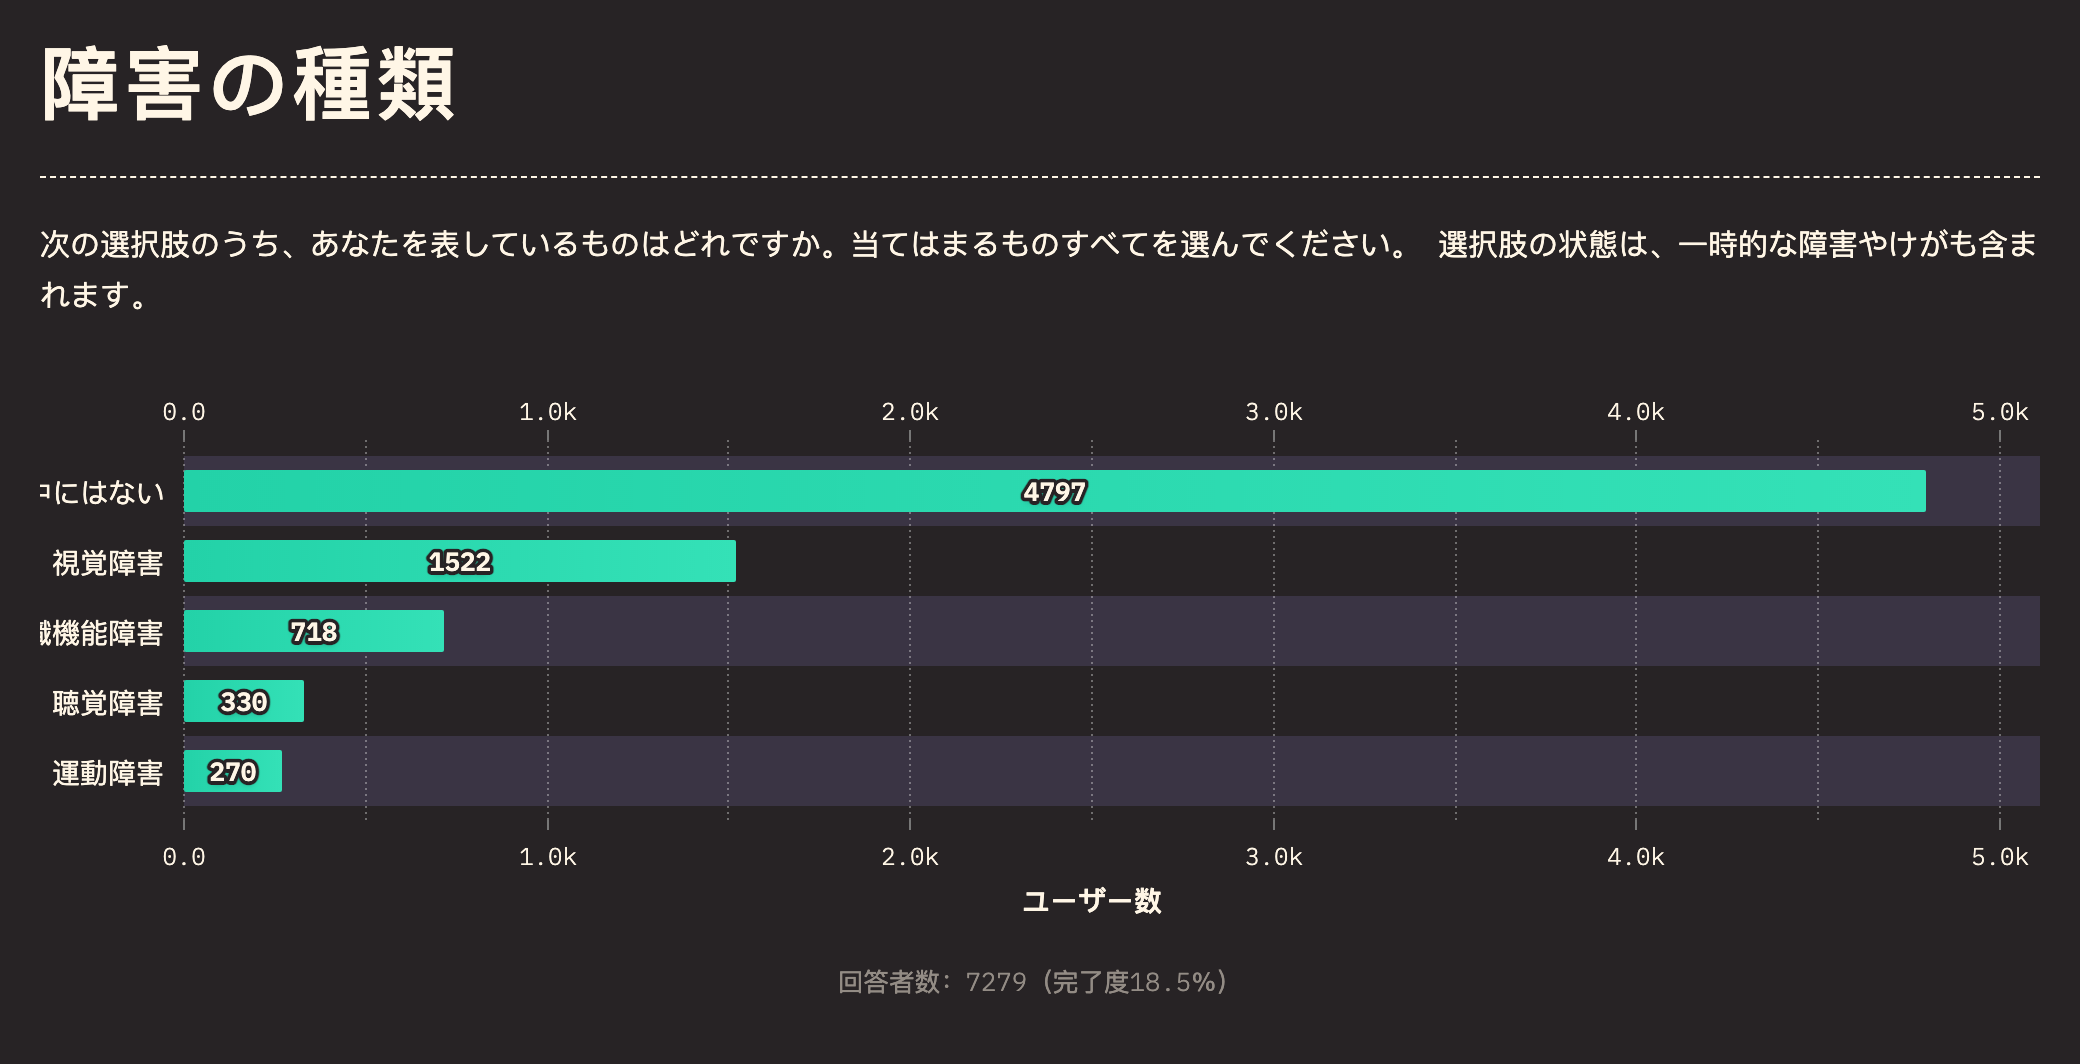 障害の種類
次の選択肢のうち、あなたを表しているものはどれですか。当てはまるものすべてを選んでください。 選択肢の状態は、一時的な障害やけがも含ま
れます。
0.0 1.0k 2.0k 3.0k 4.0k 5.0k
にはない 4797
視覚障害 1522
機能障害 718
聴覚障害 330
運動障害 270
0.0 1.0k 2.0k 3.0k 4.0k 5.0k
ユーザー数
回答者数: 7279 (完了度18.5%)